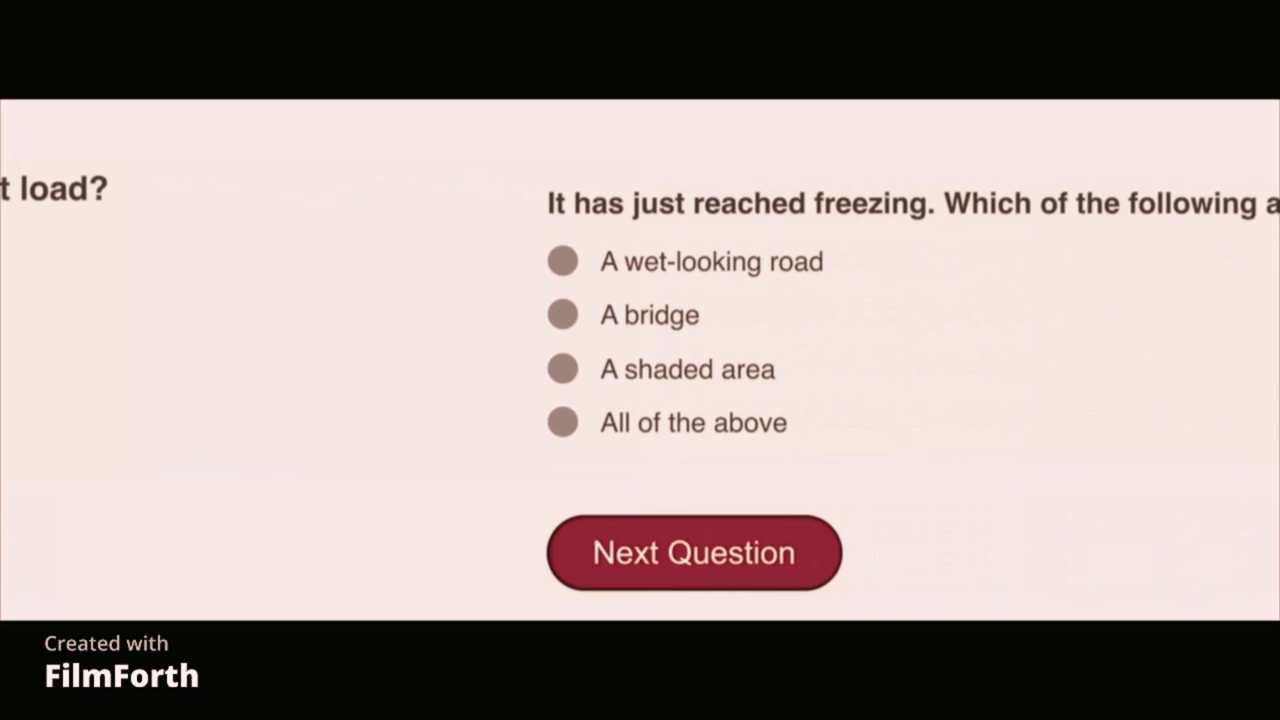 t load?
It has just reached freezing. Which of the following a
A wet-looking road
A bridge
A shaded area
All of the above
Next Question
Created with
FilmForth